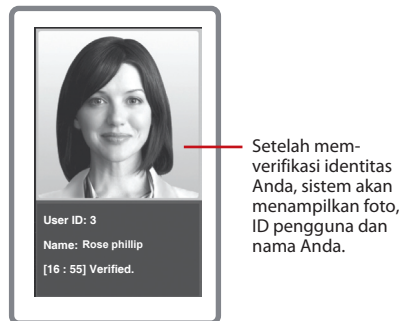 User ID: 3
Name: Rose phillip
[16 : 55] Verified.
Setelah mem-
verifikasi identitas
Anda, sistem akan
menampilkan foto,
ID pengguna dan
nama Anda.